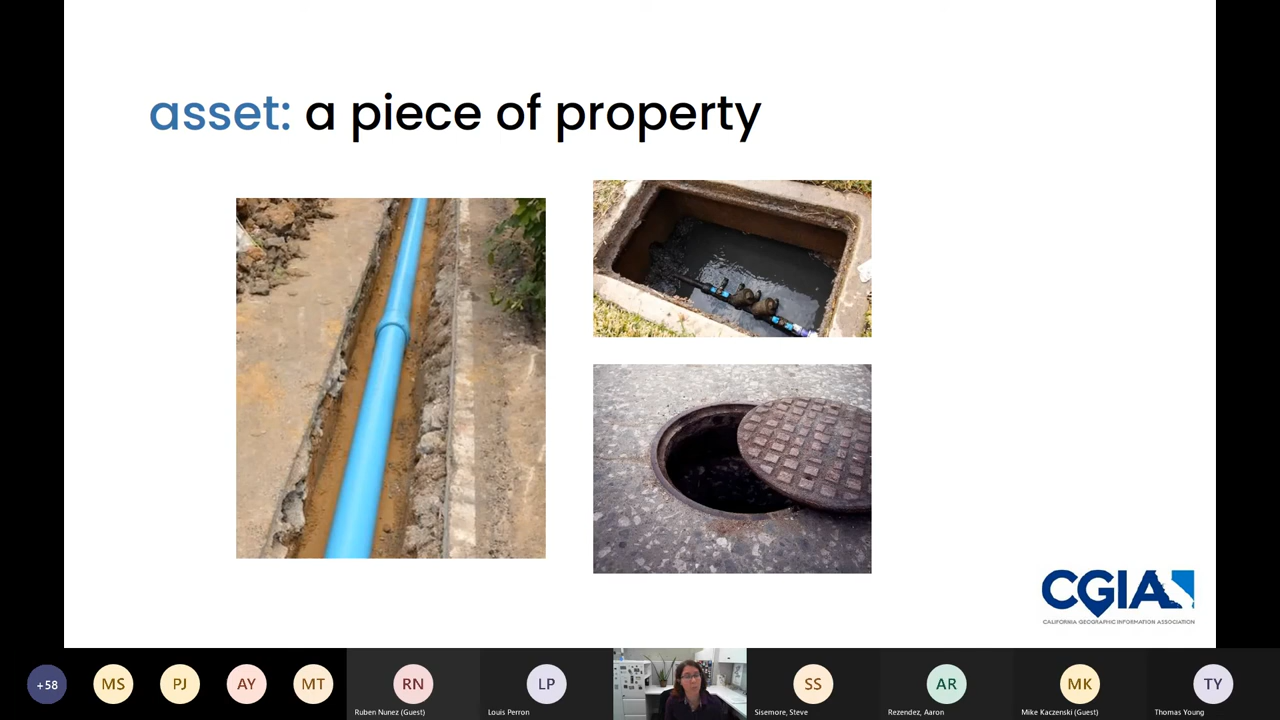 asset: a piece of property
CGIA
CALIFORNIA GEOGRAPHIC INFORMATION ASSOCIATION
+58
MS
PJ
AY
MT
RN
LP
SS
AR
MK
TY
Ruben Nunez (Guest)
Louis Perron
Sisemore, Steve
Rezendez, Aaron
Mike Kaczenski (Guest)
Thomas Young